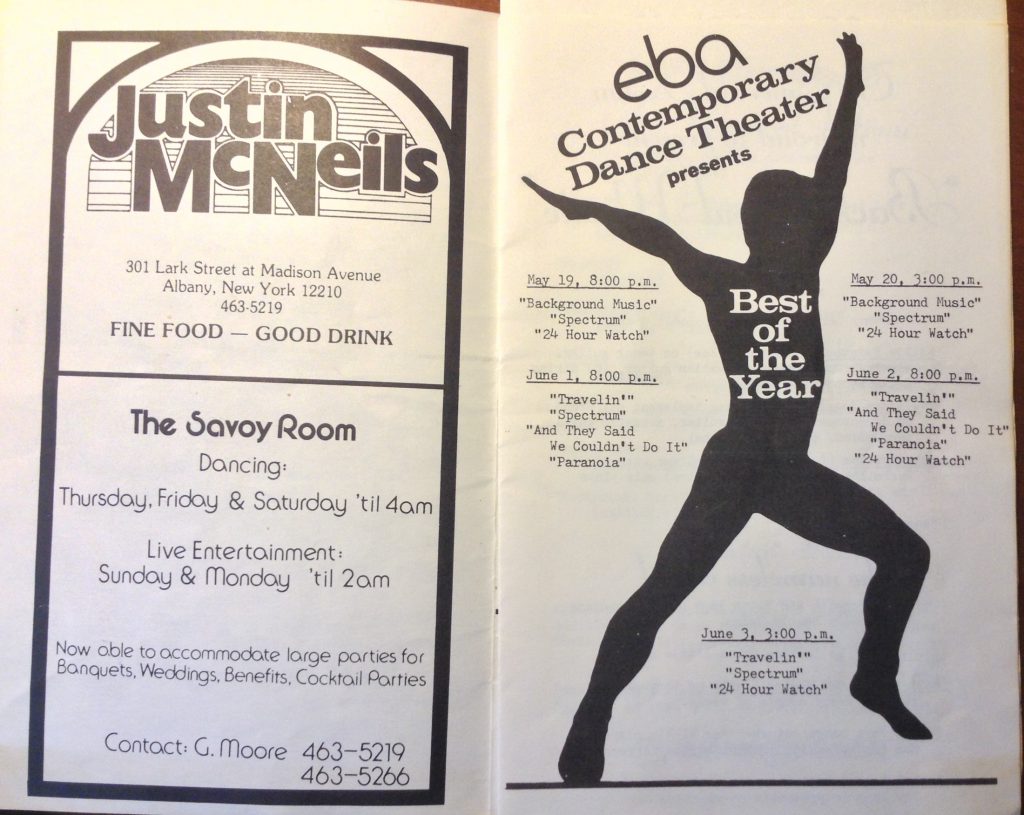 Justin
McNeils
301 Lark Street at Madison Avenue
Albany, New York 12210
463-5219
FINE FOOD — GOOD DRINK
The Savoy Room
Dancing:
Thursday, Friday & Saturday 'til 4am
Live Entertainment:
Sunday & Monday 'til 2am
Now able to accommodate large parties for
Banquets, Weddings, Benefits, Cocktail Parties
Contact: G. Moore 463-5219
463-5266
eba
Contemporary
Dance Theater
presents
Best
of
the
Year
May 19, 8:00 p.m.
"Background Music"
"Spectrum"
"24 Hour Watch"
June 1, 8:00 p.m.
"Travelin'"
"Spectrum"
"And They Said
We Couldn't Do It"
"Paranoia"
May 20, 3:00 p.m.
"Background Music"
"Spectrum"
"24 Hour Watch"
June 2, 8:00 p.m.
"Travelin'"
"And They Said
We Couldn't Do It"
"Paranoia"
"24 Hour Watch"
June 3, 3:00 p.m.
"Travelin'"
"Spectrum"
"24 Hour Watch"